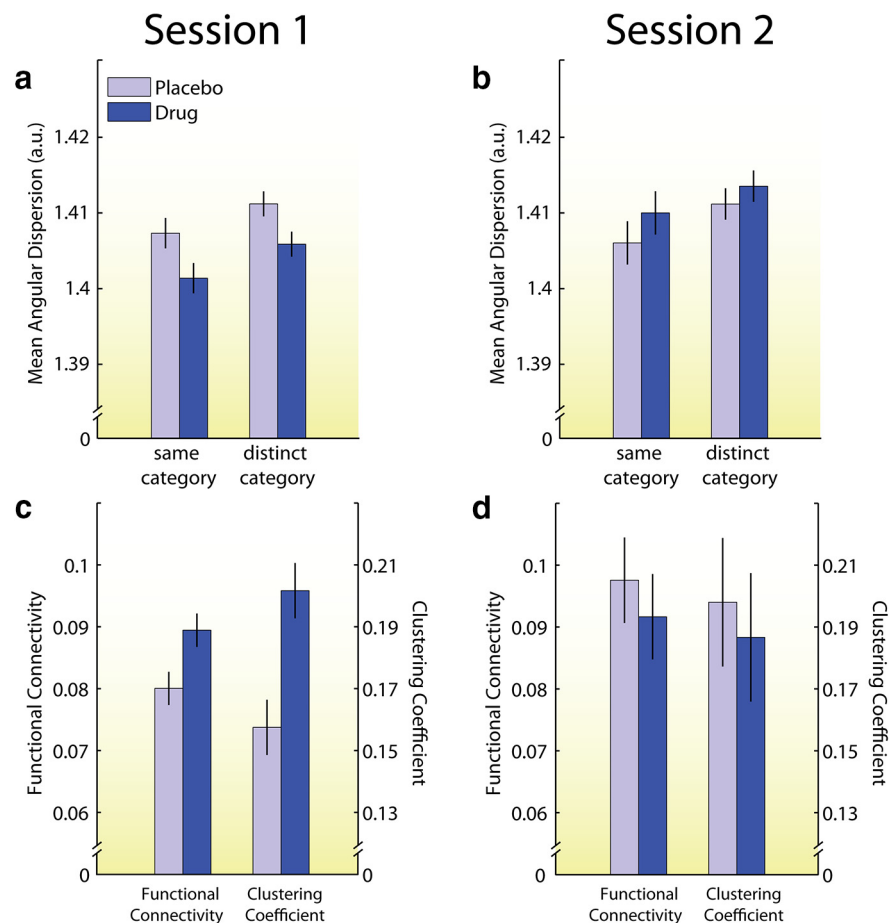 Session 1
Session 2
a
Placebo
Drug
Mean Angular Dispersion (a.u.)
1.42
1.41
1.4
1.39
0
same
category
distinct
category
b
Mean Angular Dispersion (a.u.)
1.42
1.41
1.4
1.39
0
same
category
distinct
category
c
Functional Connectivity
0.1
0.09
0.08
0.07
0.06
0
0.21
0.19
0.17
0.15
0.13
0
Clustering Coefficient
Functional
Connectivity
Clustering
Coefficient
d
Functional Connectivity
0.1
0.09
0.08
0.07
0.06
0
0.21
0.19
0.17
0.15
0.13
0
Clustering Coefficient
Functional
Connectivity
Clustering
Coefficient